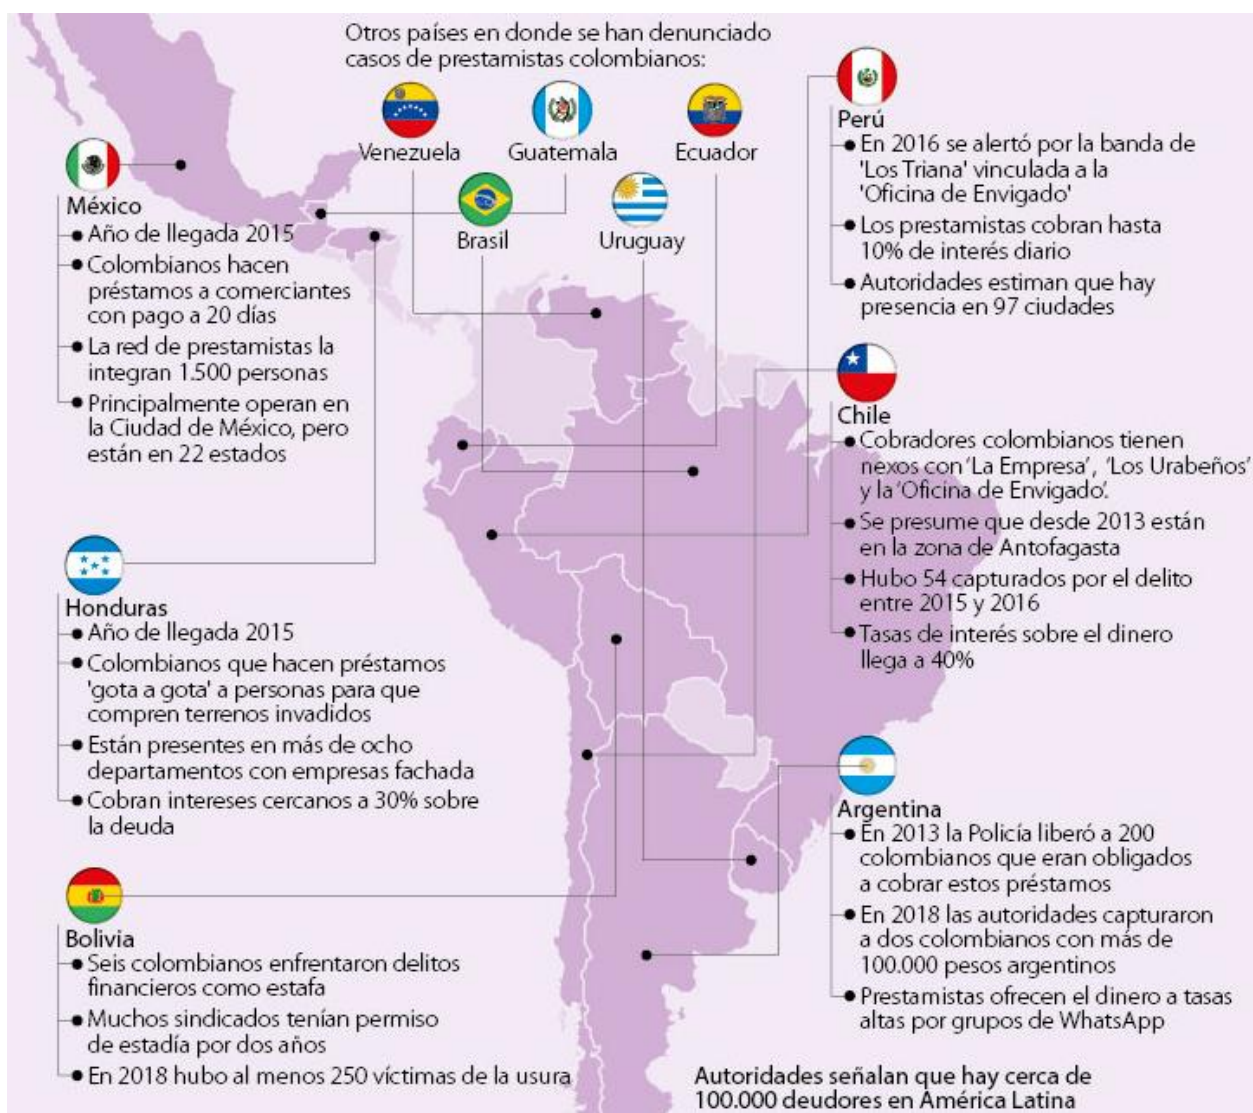 Otros países en donde se han denunciado
casos de prestamistas colombianos:
Venezuela
Guatemala
Ecuador
Brasil
Uruguay
México
Año de llegada 2015
Colombianos hacen
préstamos a comerciantes
con pago a 20 días
La red de prestamistas la
integran 1.500 personas
Principalmente operan en
la Ciudad de México, pero
están en 22 estados
Honduras
Año de llegada 2015
Colombianos que hacen préstamos
'gota a gota' a personas para que
compren terrenos invadidos
Están presentes en más de ocho
departamentos con empresas fachada
Cobran intereses cercanos a 30% sobre
la deuda
Bolivia
Seis colombianos enfrentaron delitos
financieros como estafa
Muchos sindicados tenían permiso
de estadía por dos años
En 2018 hubo al menos 250 víctimas de la usura
Perú
En 2016 se alertó por la banda de
'Los Triana' vinculada a la
'Oficina de Envigado'
Los prestamistas cobran hasta
10% de interés diario
Autoridades estiman que hay
presencia en 97 ciudades
Chile
Cobradores colombianos tienen
nexos con ‘La Empresa’, ‘Los Urabeños’
y la ‘Oficina de Envigado’.
Se presume que desde 2013 están
en la zona de Antofagasta
Hubo 54 capturados por el delito
entre 2015 y 2016
Tasas de interés sobre el dinero
llega a 40%
Argentina
En 2013 la Policía liberó a 200
colombianos que eran obligados
a cobrar estos préstamos
En 2018 las autoridades capturaron
a dos colombianos con más de
100.000 pesos argentinos
Prestamistas ofrecen el dinero a tasas
altas por grupos de WhatsApp
Autoridades señalan que hay cerca de
100.000 deudores en América Latina